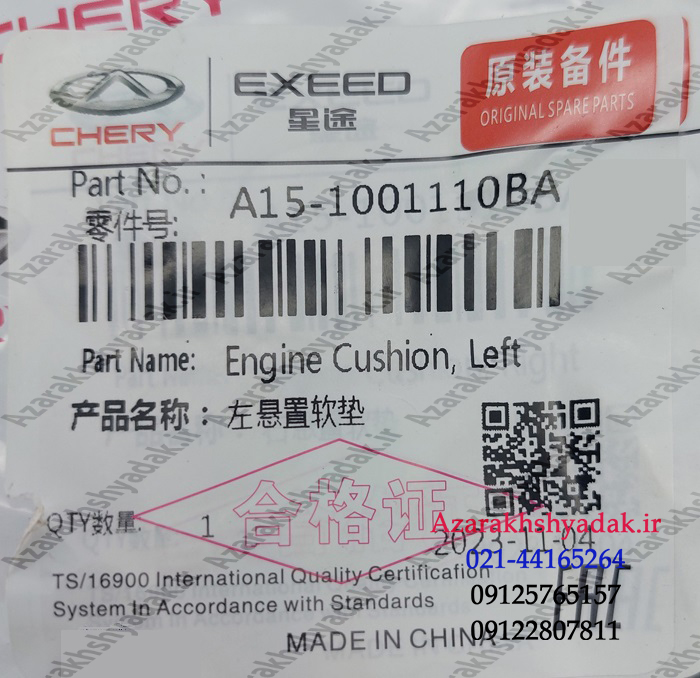 CHERY
EXEED
星途
原装备件
ORIGINAL SPARE PARTS
Part No.:
零件号:
A15-1001110BA
Part Name: Engine Cushion, Left
产品名称： 左悬置软垫
QTY数量: 1
合格证
Azarakhshyadak.ir
2023-11-04
021-44165264
TS/16900 International Quality Certification
09125765157
System In Accordance with Standards
09122807811
EAC
MADE IN CHINA